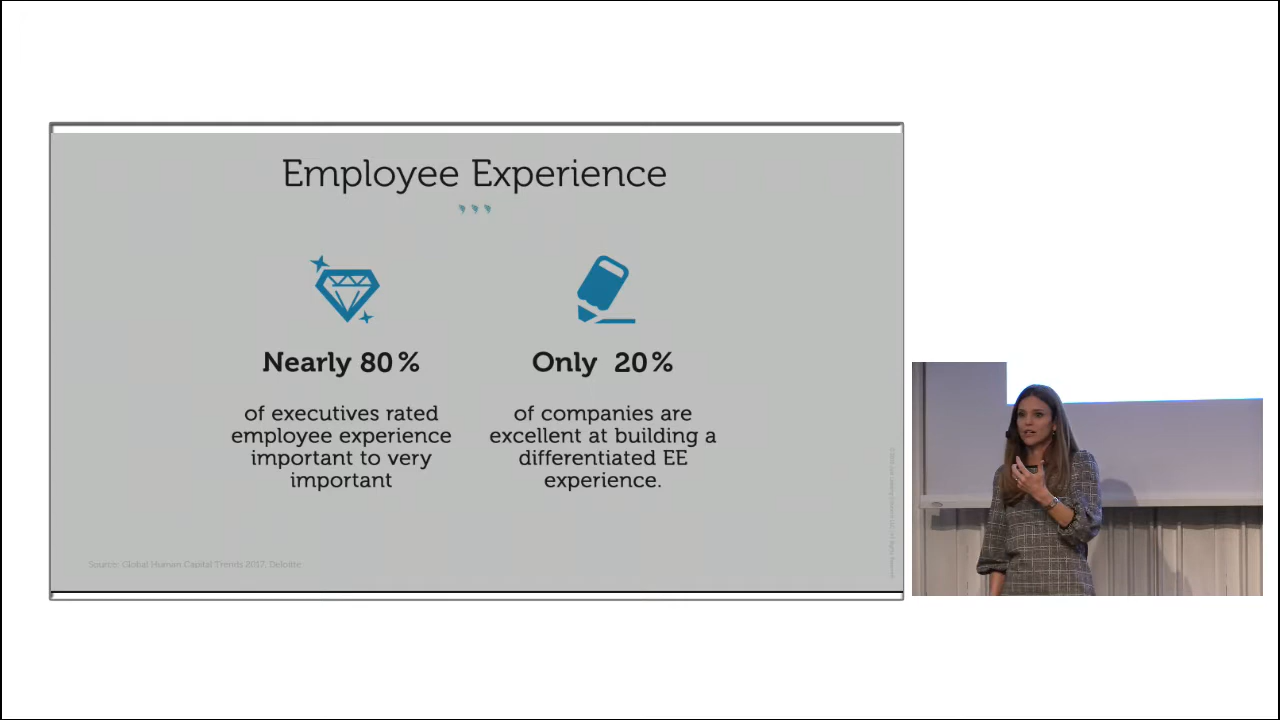 Employee Experience
Nearly 80%
of executives rated
employee experience
important to very
important
Only 20%
of companies are
excellent at building a
differentiated EE
experience.
Source: Global Human Capital Trends 2017, Deloitte